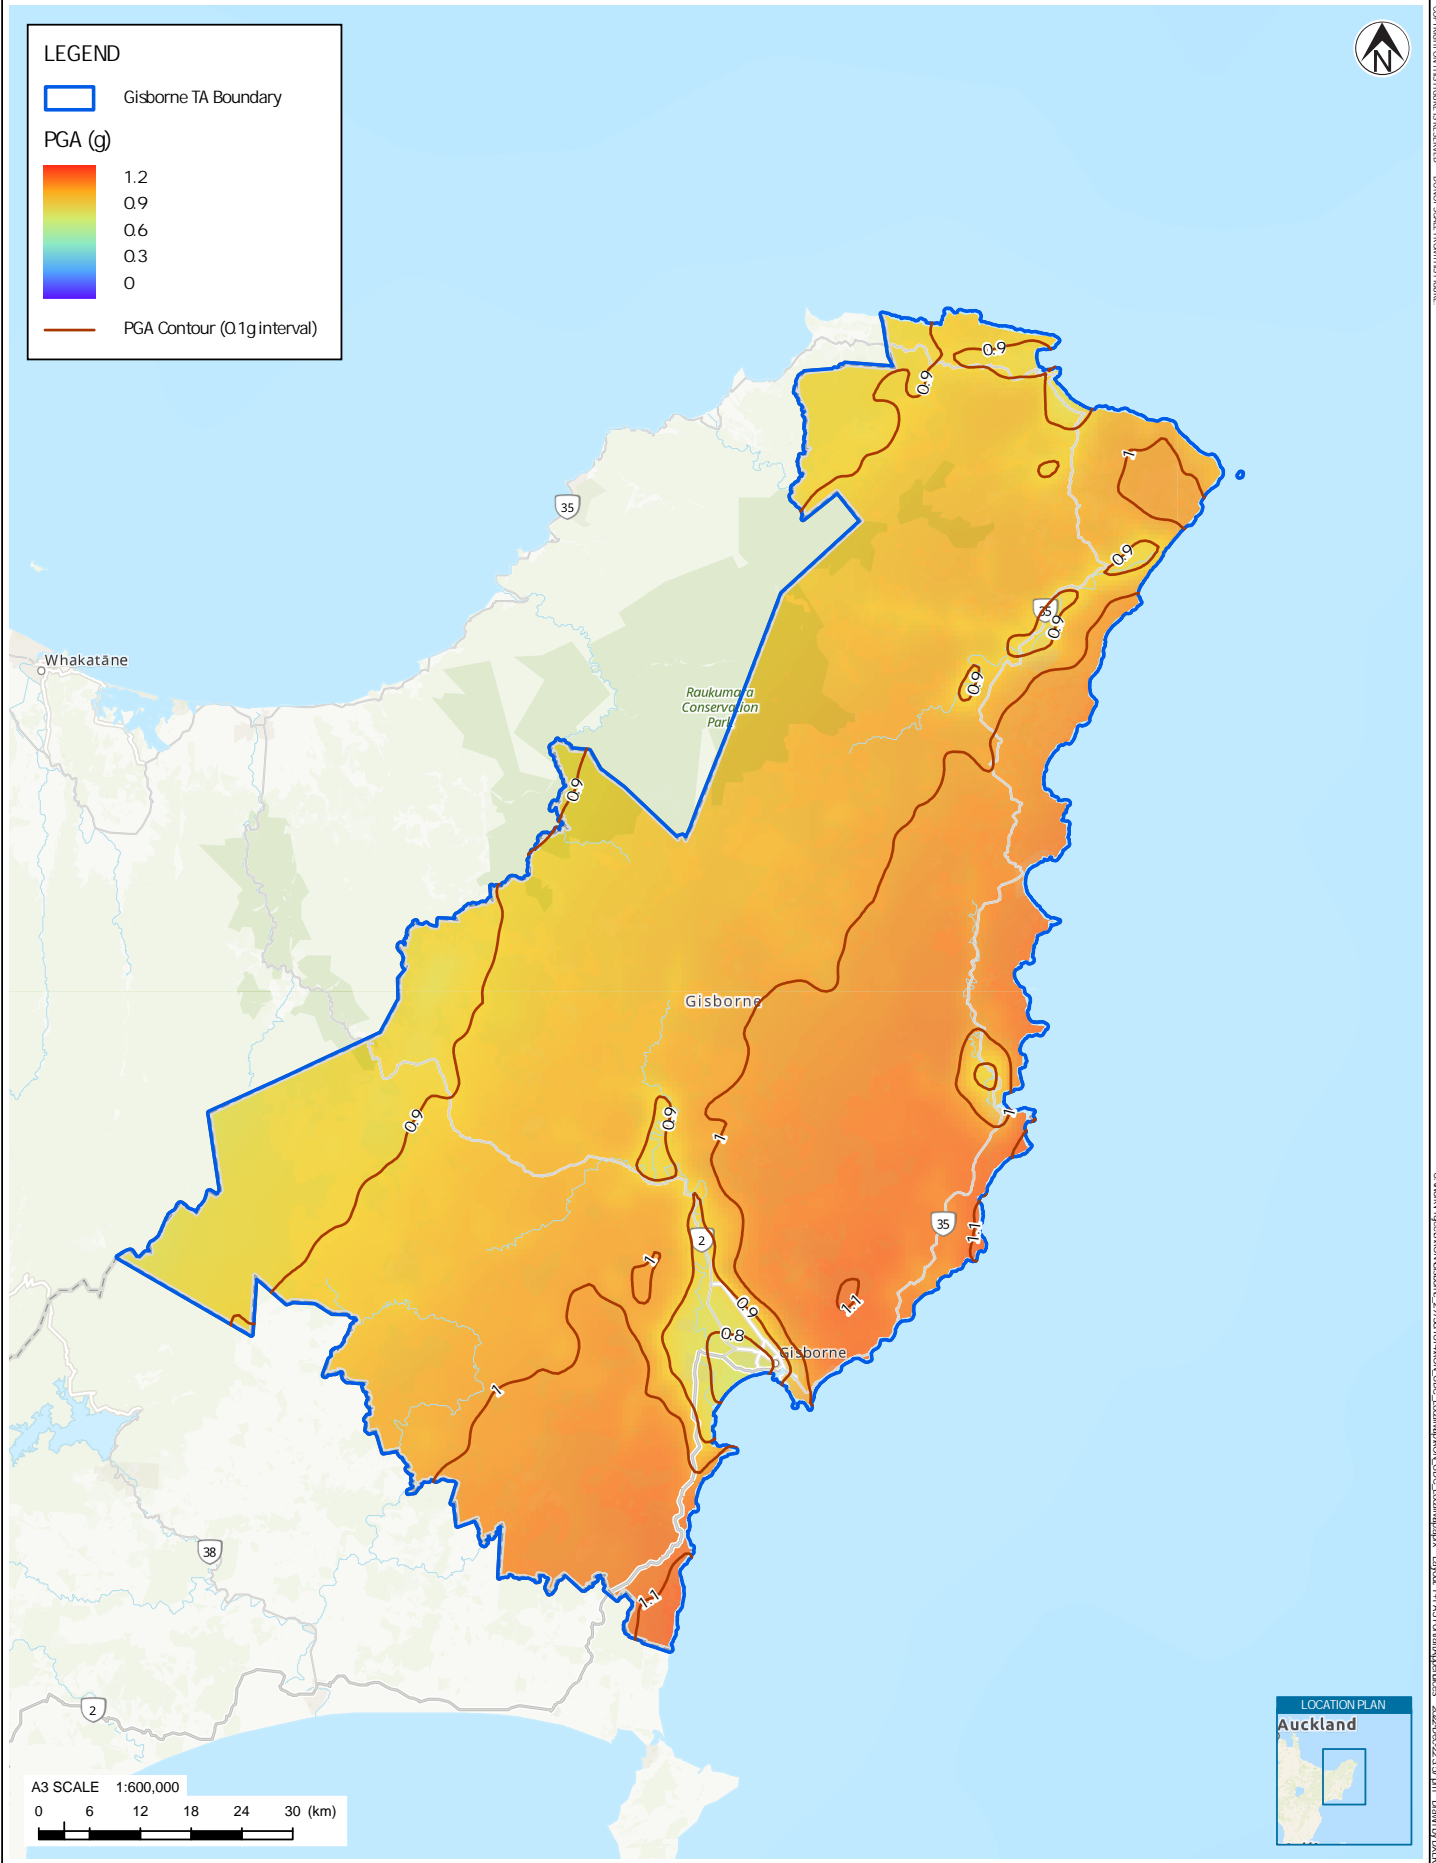 LEGEND
Gisborne TA Boundary
PGA (g)
1.2
0.9
0.6
0.3
0
PGA Contour (0.1g interval)
N
0.9
0.9
1
35
0.9
35
0.9
Whakatāne
0.9
Raukumara
Conservation
Park
0.9
Gisborne
0.9
0.9
1
1
35
1.1
2
1
0.9
1.1
0.8
Gisborne
1
38
1.1
2
LOCATION PLAN
Auckland
A3 SCALE 1:600,000
0 6 12 18 24 30 (km)